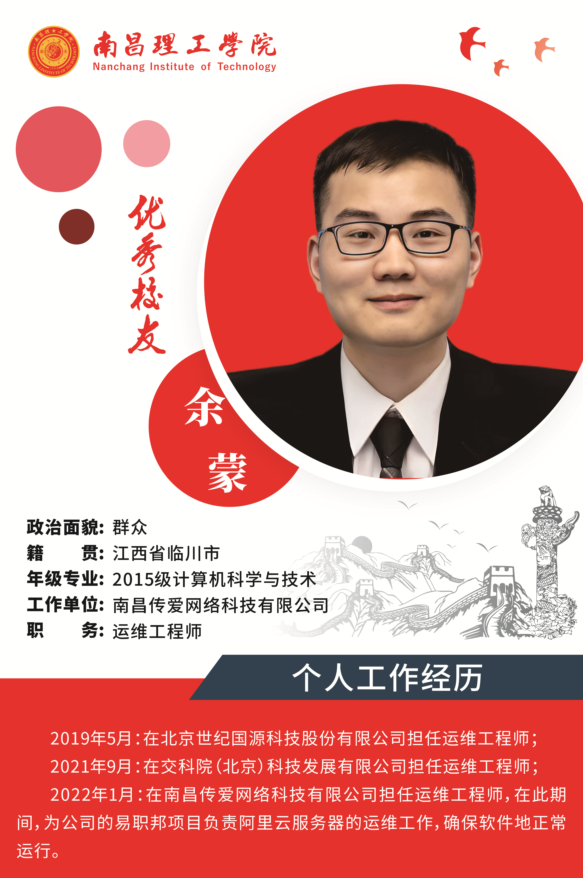 南昌理工學院
Nanchang Institute of Technology
优秀校友
余蒙
政治面貌: 群众
籍 贯: 江西省临川市
年级专业: 2015级计算机科学与技术
工作单位: 南昌传爱网络科技有限公司
职 务: 运维工程师
个人工作经历
2019年5月:在北京世纪国源科技股份有限公司担任运维工程师;
2021年9月:在交科院(北京)科技发展有限公司担任运维工程师;
2022年1月:在南昌传爱网络科技有限公司担任运维工程师,在此期
间,为公司的易职邦项目负责阿里云服务器的运维工作,确保软件地正常
运行。